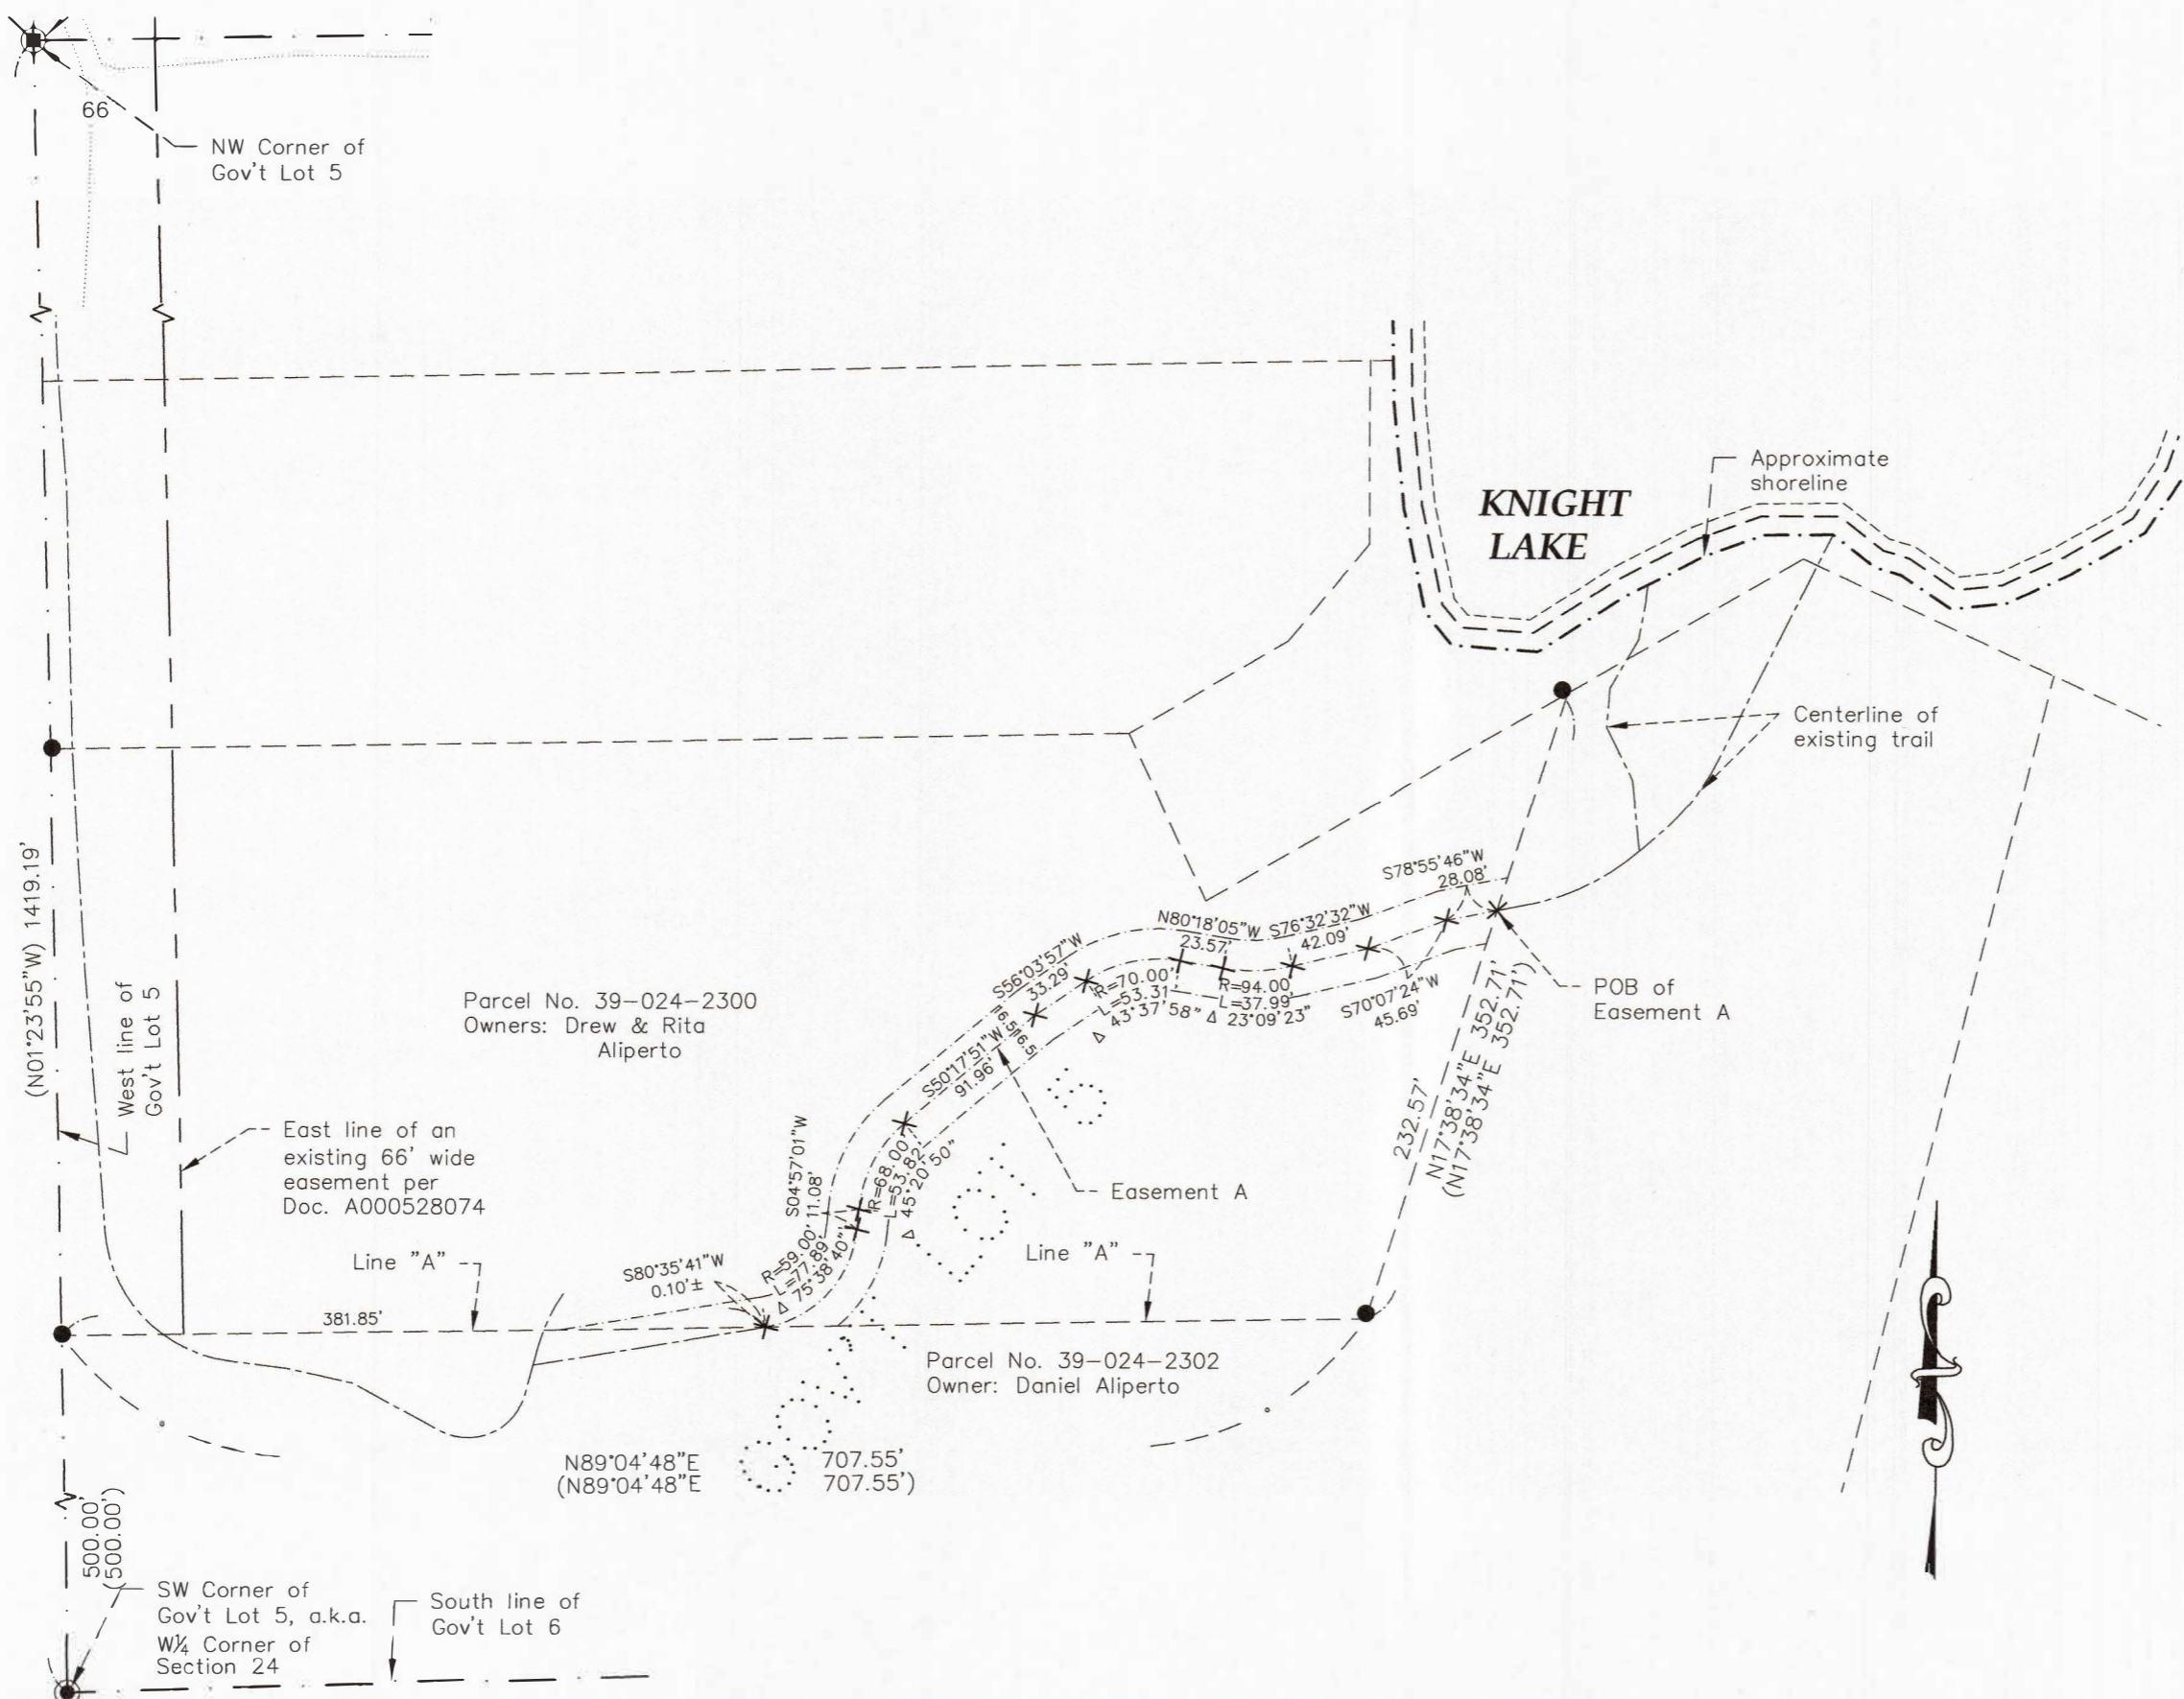 66
NW Corner of
Gov't Lot 5
KNIGHT
LAKE
Approximate
shoreline
Centerline of
existing trail
(N01°23'55"W) 1419.19'
West line of
Gov't Lot 5
Parcel No. 39-024-2300
Owners: Drew & Rita
Aliperto
East line of an
existing 66' wide
easement per
Doc. A000528074
Line "A"
381.85'
S80°35'41"W
0.10'±
R=59.00'
L=77.89'
Δ 75°38'40"
S04°57'01"W
11.08'
R=68.00'
L=53.82'
Δ 45°20'50"
S50°17'51"W
91.96'
16.5
16.5
S56°03'57"W
33.29'
R=70.00'
L=53.31'
Δ 43°37'58"
N80°18'05"W
23.57'
R=94.00'
L=37.99'
Δ 23°09'23"
S76°32'32"W
42.09'
S70°07'24"W
45.69'
S78°55'46"W
28.08'
POB of
Easement A
Easement A
232.57'
N17°38'34"E 352.71'
(N17°38'34"E 352.71')
Line "A"
Gov't Lot 5
Parcel No. 39-024-2302
Owner: Daniel Aliperto
N89°04'48"E 707.55'
(N89°04'48"E 707.55')
500.00'
(500.00')
SW Corner of
Gov't Lot 5, a.k.a.
W¼ Corner of
Section 24
South line of
Gov't Lot 6